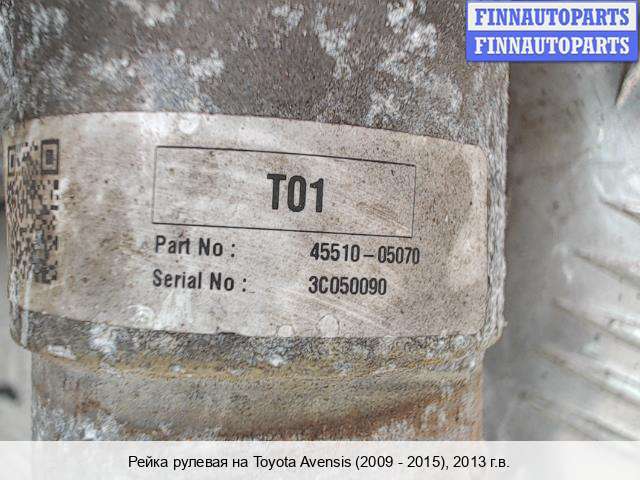 FINNAUTOPARTS
FINNAUTOPARTS
T01
Part No : 45510-05070
Serial No : 3C050090
Рейка рулевая на Toyota Avensis (2009 - 2015), 2013 г.в.